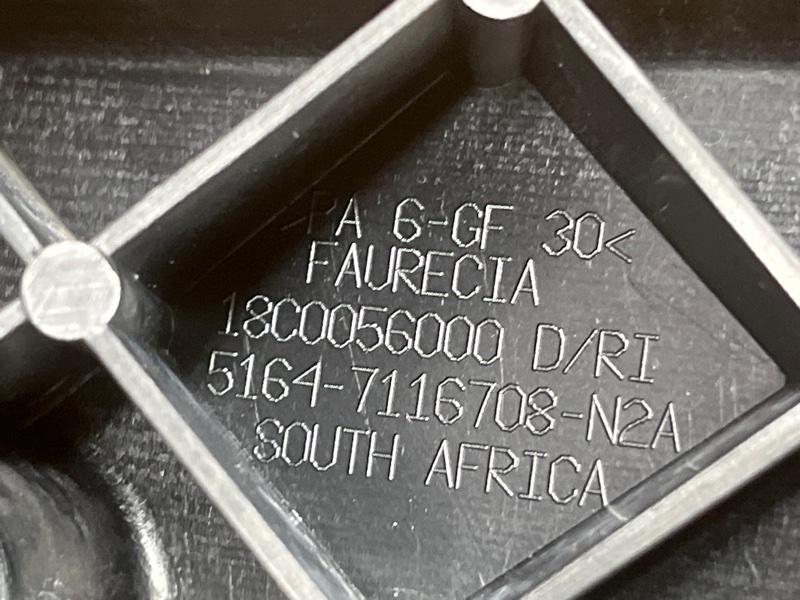 >PA 6-GF 30<
FAURECIA
18C0056000 D/RI
5164-7116708-N2A
SOUTH AFRICA